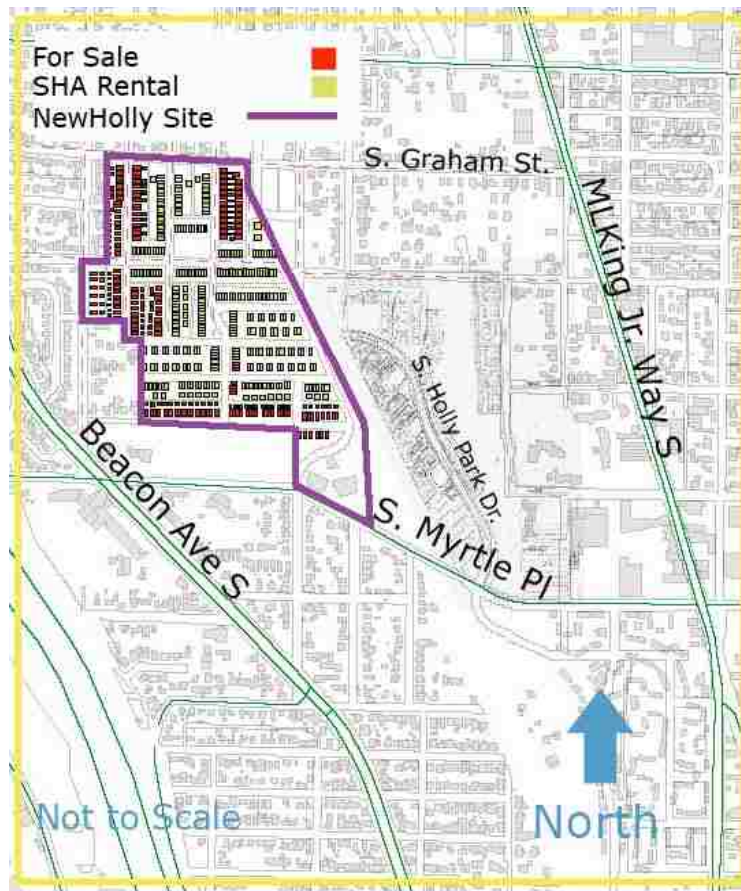 For Sale
SHA Rental
NewHolly Site
S. Graham St.
MLKing Jr. Way S
S. Holly Park Dr.
Beacon Ave S
S. Myrtle Pl
Not to Scale
North